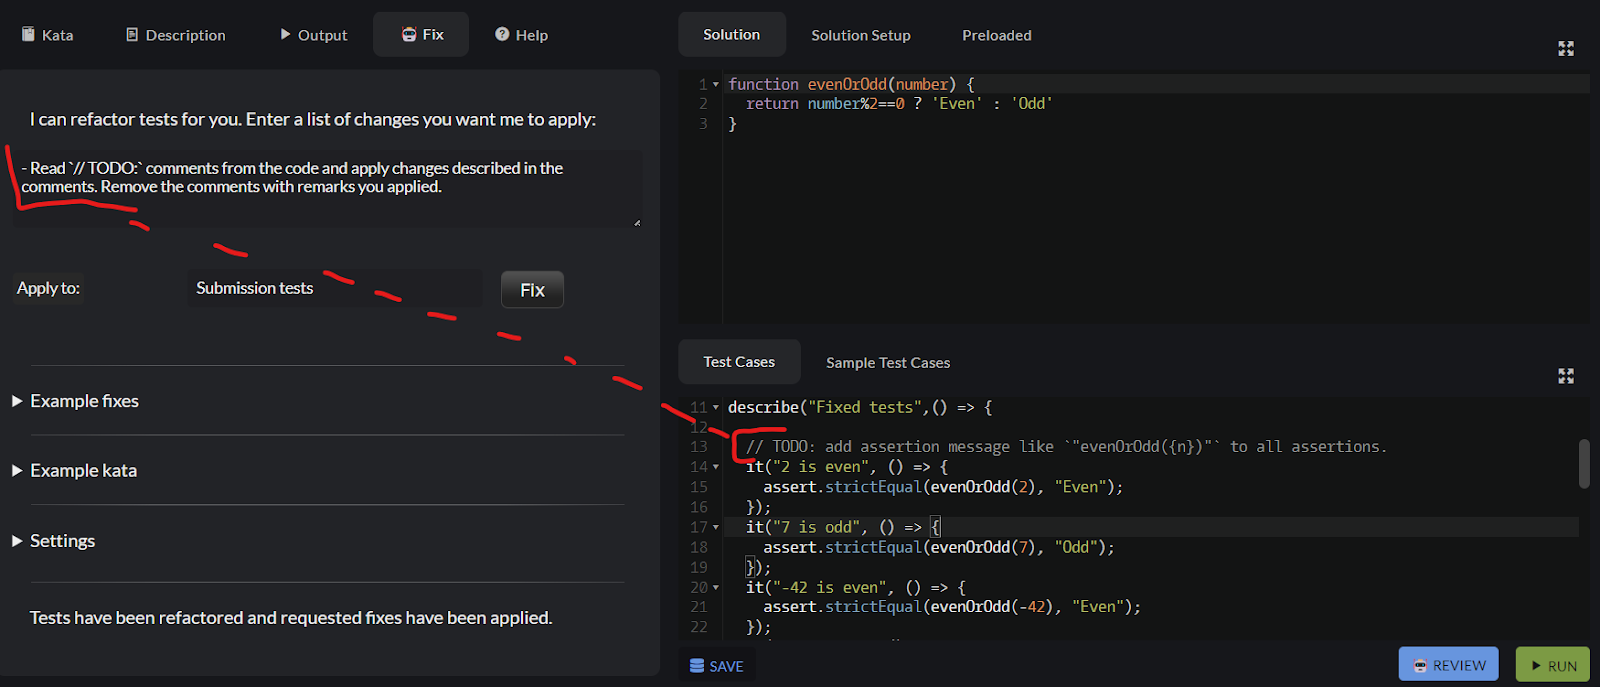 Kata
Description
Output
Fix
Help
I can refactor tests for you. Enter a list of changes you want me to apply:
- Read `// TODO:` comments from the code and apply changes described in the
comments. Remove the comments with remarks you applied.
Apply to:
Submission tests
Fix
Example fixes
Example kata
Settings
Tests have been refactored and requested fixes have been applied.
Solution
Solution Setup
Preloaded
1 function evenOrOdd(number) {
2 return number%2==0 ? 'Even' : 'Odd'
3 }
Test Cases
Sample Test Cases
11 describe("Fixed tests",() => {
12
13 // TODO: add assertion message like `"evenOrOdd({n})"` to all assertions.
14 it("2 is even", () => {
15 assert.strictEqual(evenOrOdd(2), "Even");
16 });
17 it("7 is odd", () => {
18 assert.strictEqual(evenOrOdd(7), "Odd");
19 });
20 it("-42 is even", () => {
21 assert.strictEqual(evenOrOdd(-42), "Even");
22 });
SAVE
REVIEW
RUN